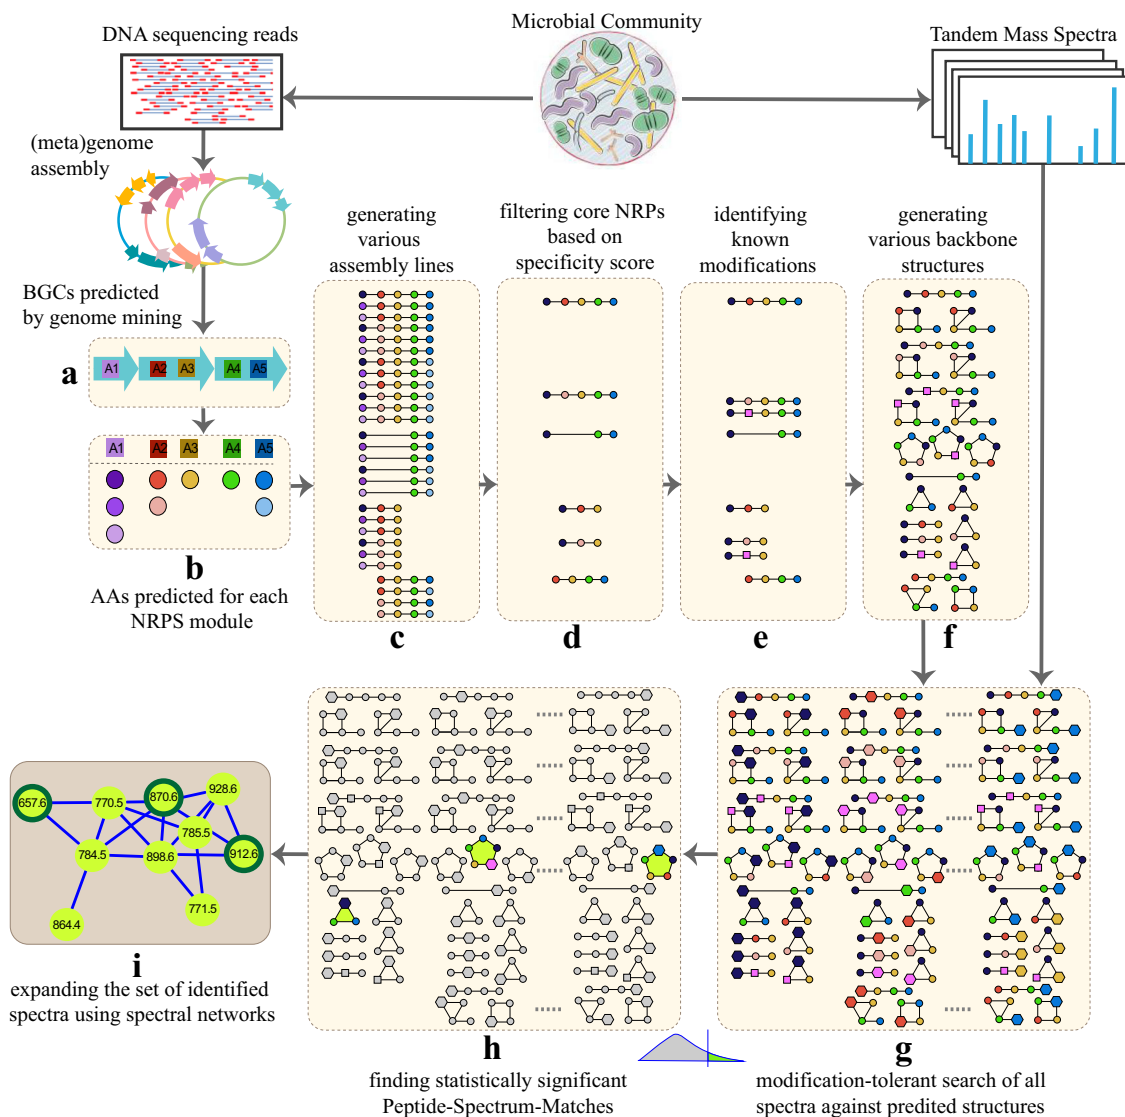 Microbial Community
DNA sequencing reads
Tandem Mass Spectra
(meta)genome
assembly
generating
various
assembly lines
filtering core NRPs
based on
specificity score
identifying
known
modifications
generating
various backbone
structures
BGCs predicted
by genome mining
a
A1 A2 A3 A4 A5
A1 A2 A3 A4 A5
b
AAs predicted for each
NRPS module
c
d
e
f
657.6
770.5
870.6
928.6
785.5
784.5
898.6
912.6
864.4
771.5
i
expanding the set of identified
spectra using spectral networks
h
finding statistically significant
Peptide-Spectrum-Matches
g
modification-tolerant search of all
spectra against predited structures